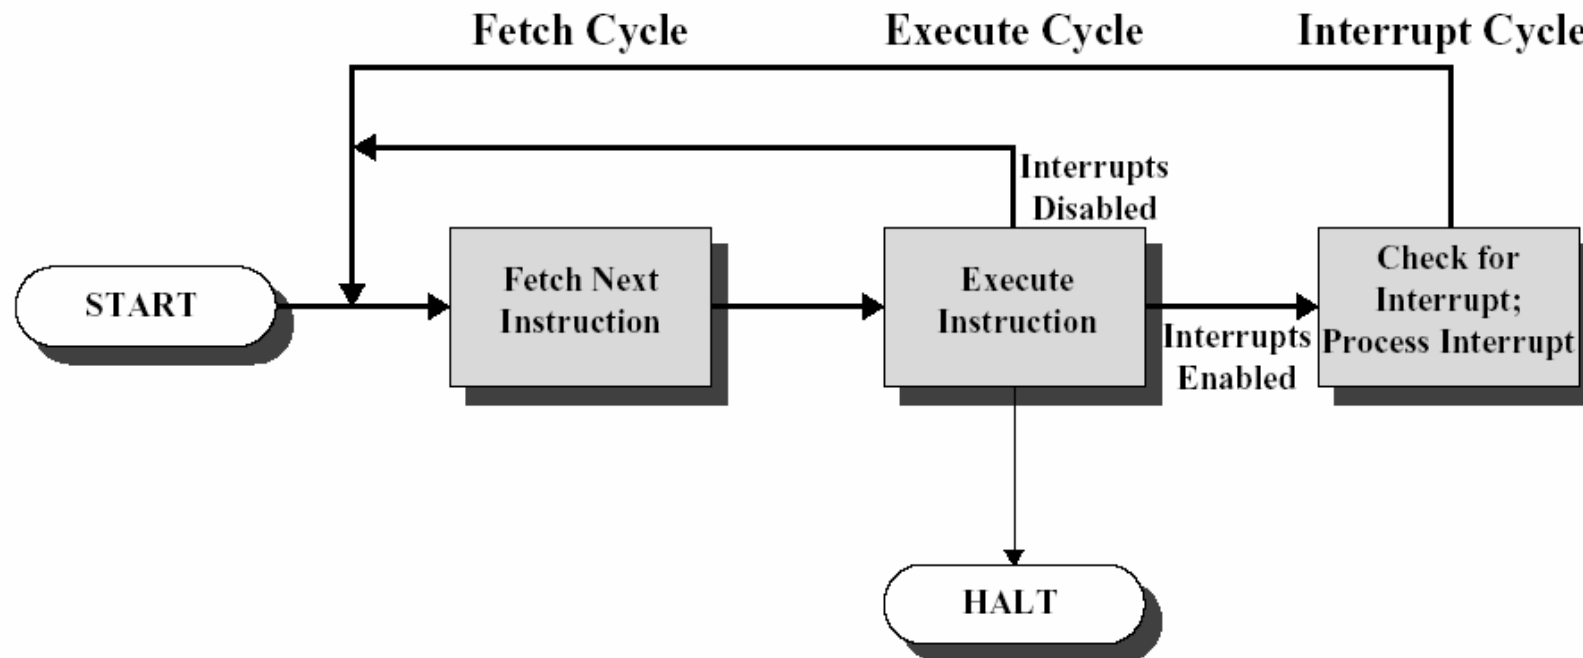 Fetch Cycle
Execute Cycle
Interrupt Cycle
Interrupts
Disabled
START
Fetch Next
Instruction
Execute
Instruction
Interrupts
Enabled
Check for
Interrupt;
Process Interrupt
HALT